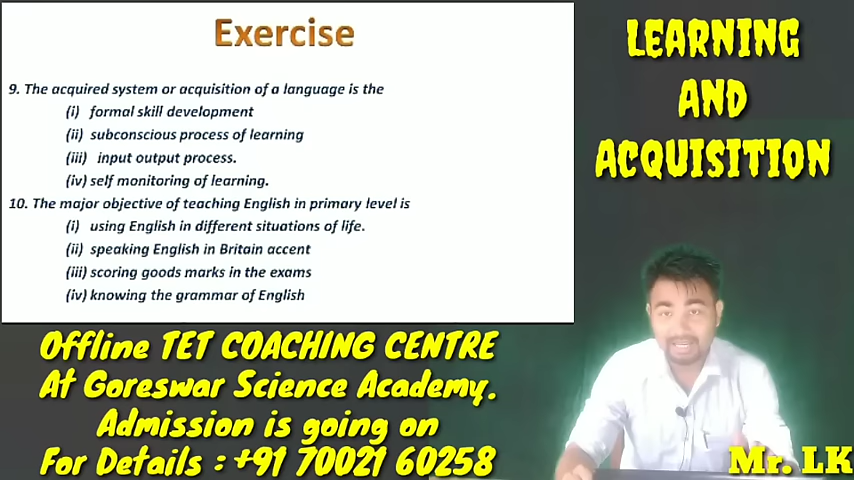 Exercise
9. The acquired system or acquisition of a language is the
(i) formal skill development
(ii) subconscious process of learning
(iii) input output process.
(iv) self monitoring of learning.
10. The major objective of teaching English in primary level is
(i) using English in different situations of life.
(ii) speaking English in Britain accent
(iii) scoring goods marks in the exams
(iv) knowing the grammar of English
LEARNING
AND
ACQUISITION
Offline TET COACHING CENTRE
At Goreswar Science Academy.
Admission is going on
For Details : +91 70021 60258
Mr. LK